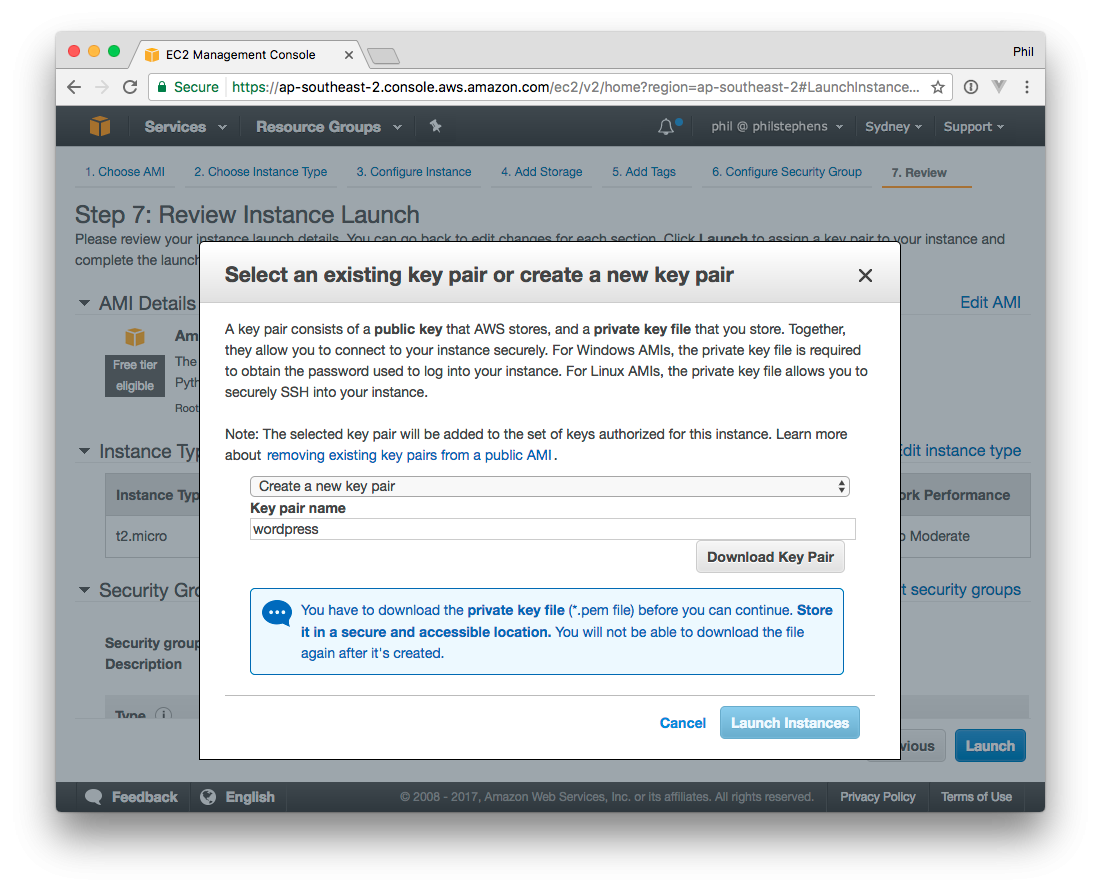 EC2 Management Console
Phil
Secure https://ap-southeast-2.console.aws.amazon.com/ec2/v2/home?region=ap-southeast-2#LaunchInstance...
Services Resource Groups phil @ philstephens Sydney Support
1. Choose AMI 2. Choose Instance Type 3. Configure Instance 4. Add Storage 5. Add Tags 6. Configure Security Group 7. Review
Step 7: Review Instance Launch
Please review your instance launch details. You can go back to edit changes for each section. Click Launch to assign a key pair to your instance and
complete the launch
Select an existing key pair or create a new key pair
AMI Details Edit AMI
Am
Free tier
eligible
The
Pyth
Root
A key pair consists of a public key that AWS stores, and a private key file that you store. Together,
they allow you to connect to your instance securely. For Windows AMIs, the private key file is required
to obtain the password used to log into your instance. For Linux AMIs, the private key file allows you to
securely SSH into your instance.
Note: The selected key pair will be added to the set of keys authorized for this instance. Learn more
about removing existing key pairs from a public AMI .
Instance Typ Edit instance type
Create a new key pair
Instance Typ rk Performance
Key pair name
wordpress
t2.micro Moderate
Download Key Pair
Security Gro t security groups
You have to download the private key file (*.pem file) before you can continue. Store
it in a secure and accessible location. You will not be able to download the file
again after it's created.
Security group
Description
Type
Cancel Launch Instances
vious Launch
Feedback English © 2008 - 2017, Amazon Web Services, Inc. or its affiliates. All rights reserved. Privacy Policy Terms of Use